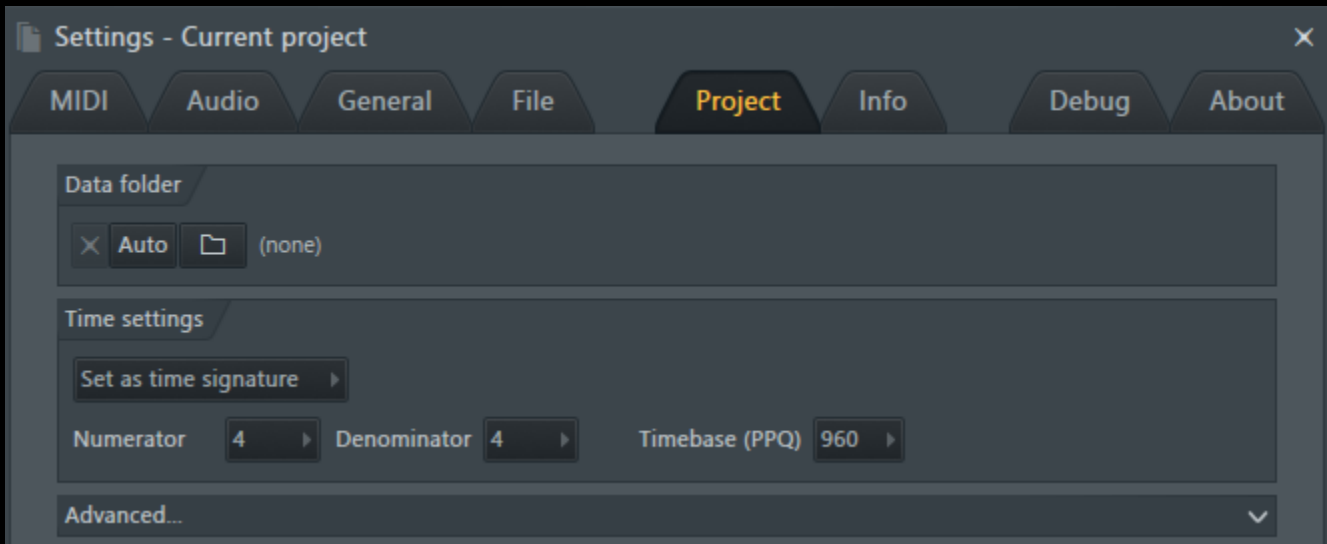 Settings - Current project
MIDI Audio General File Project Info Debug About
Data folder
Auto (none)
Time settings
Set as time signature
Numerator 4 Denominator 4 Timebase (PPQ) 960
Advanced...